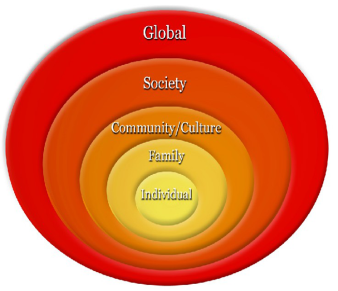 Global
Society
Community/Culture
Family
Individual